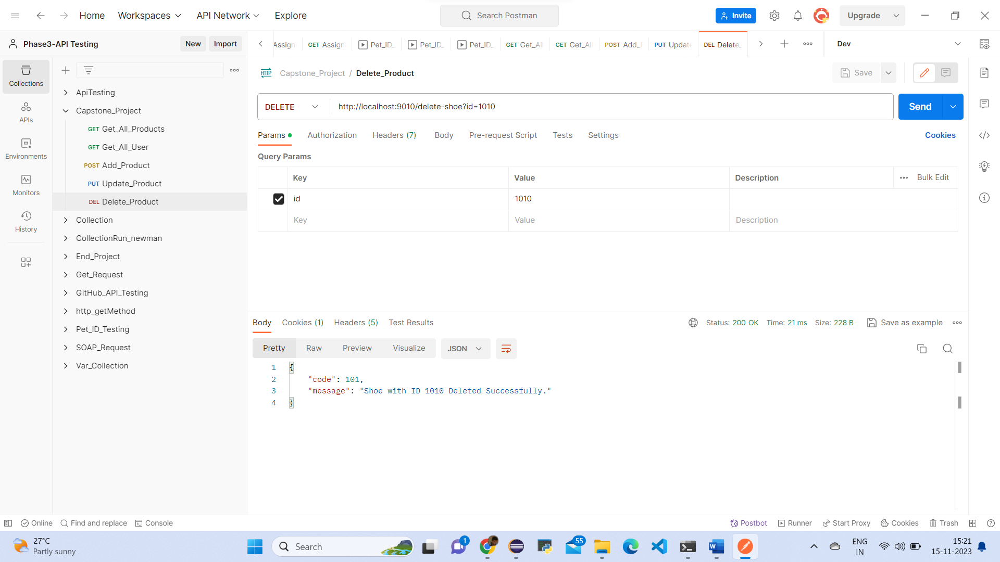 Home
Workspaces
API Network
Explore
Search Postman
Invite
Upgrade
Phase3-API Testing
New
Import
Assign
GET Assign
Pet_ID_
Pet_ID_
Pet_ID_
GET Get_All
GET Get_All
POST Add_P
PUT Update
DEL Delete_
Dev
Collections
APIs
Environments
Monitors
History
ApiTesting
Capstone_Project
GET Get_All_Products
GET Get_All_User
POST Add_Product
PUT Update_Product
DEL Delete_Product
Collection
CollectionRun_newman
End_Project
Get_Request
GitHub_API_Testing
http_getMethod
Pet_ID_Testing
SOAP_Request
Var_Collection
HTTP Capstone_Project / Delete_Product
Save
DELETE
http://localhost:9010/delete-shoe?id=1010
Send
Params
Authorization
Headers (7)
Body
Pre-request Script
Tests
Settings
Cookies
Query Params
Key
Value
Description
Bulk Edit
id
1010
Key
Value
Description
Body
Cookies (1)
Headers (5)
Test Results
Status: 200 OK
Time: 21 ms
Size: 228 B
Save as example
Pretty
Raw
Preview
Visualize
JSON
1 {
2 "code": 101,
3 "message": "Shoe with ID 1010 Deleted Successfully."
4 }
Online
Find and replace
Console
Postbot
Runner
Start Proxy
Cookies
Trash
27°C
Partly sunny
Search
1
55
ENG
IN
15:21
15-11-2023